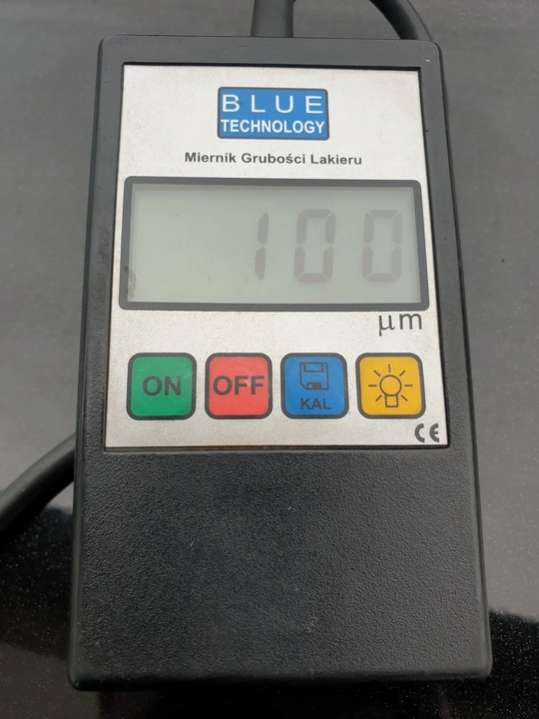 BLUE
TECHNOLOGY
Miernik Grubości Lakieru
100
μm
ON
OFF
KAL
CE